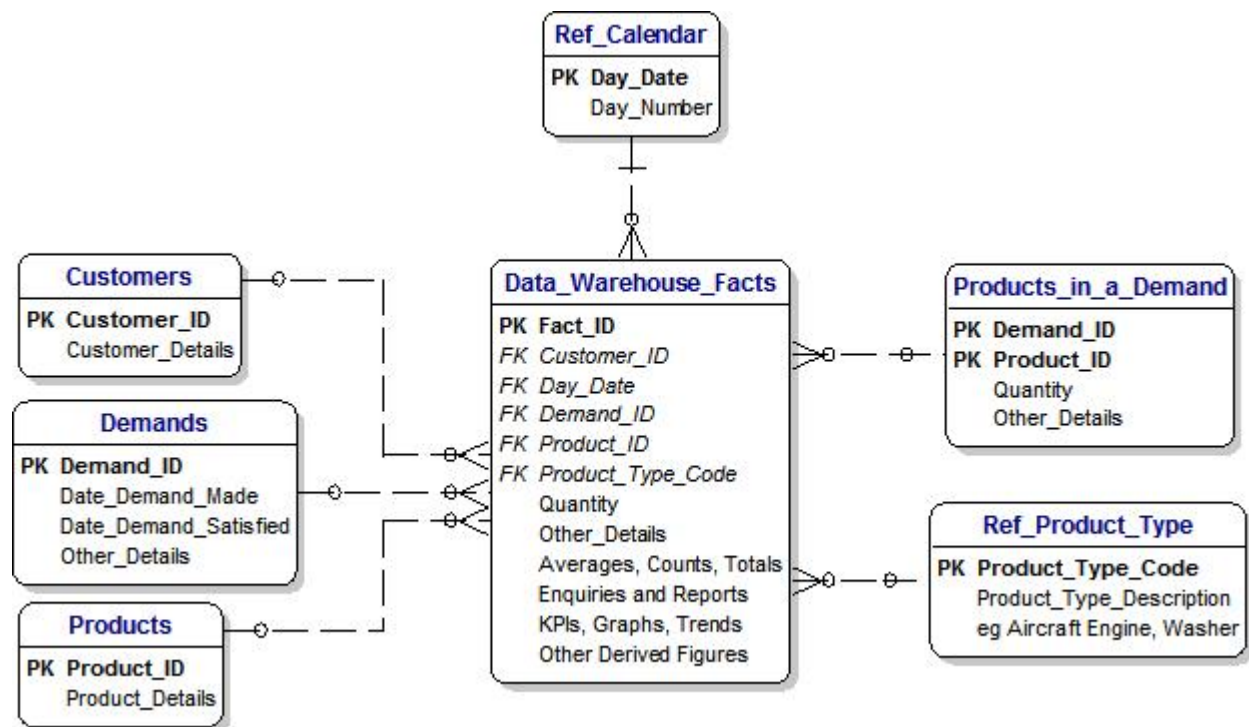 Ref_Calendar
PK Day_Date
Day_Number
Customers
PK Customer_ID
Customer_Details
Demands
PK Demand_ID
Date_Demand_Made
Date_Demand_Satisfied
Other_Details
Products
PK Product_ID
Product_Details
Data_Warehouse_Facts
PK Fact_ID
FK Customer_ID
FK Day_Date
FK Demand_ID
FK Product_ID
FK Product_Type_Code
Quantity
Other_Details
Averages, Counts, Totals
Enquiries and Reports
KPIs, Graphs, Trends
Other Derived Figures
Products_in_a_Demand
PK Demand_ID
PK Product_ID
Quantity
Other_Details
Ref_Product_Type
PK Product_Type_Code
Product_Type_Description
eg Aircraft Engine, Washer